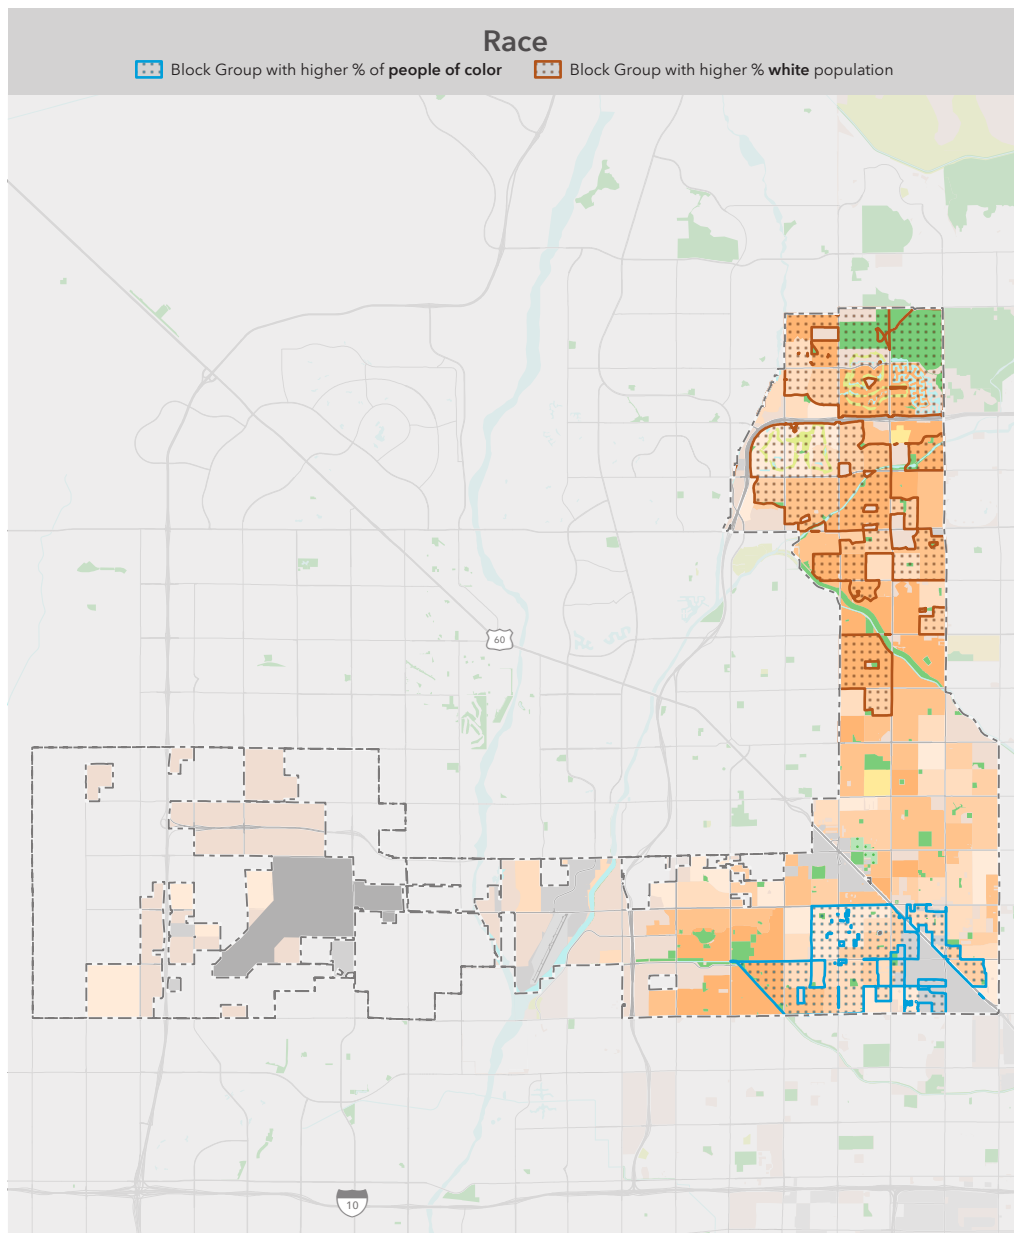 Race
Block Group with higher % of people of color Block Group with higher % white population
60
10